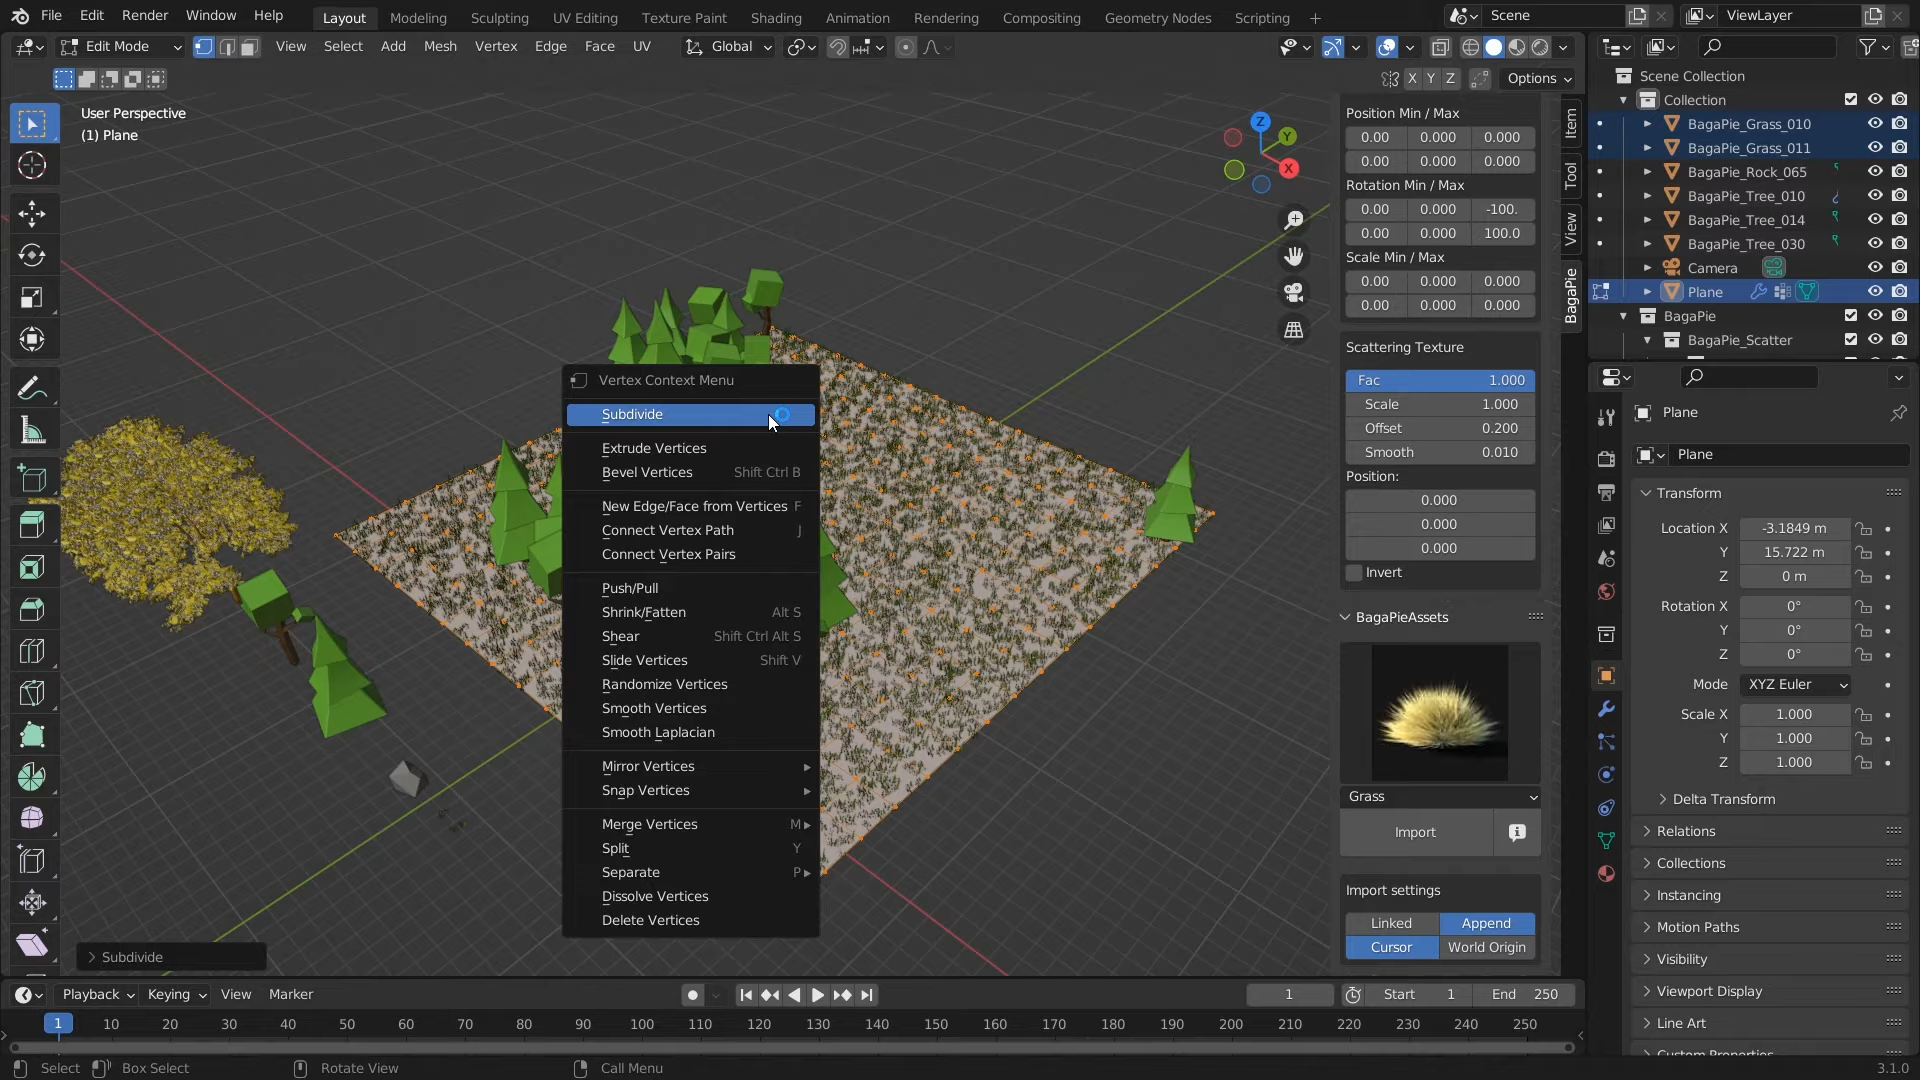 File Edit Render Window Help Layout Modeling Sculpting UV Editing Texture Paint Shading Animation Rendering Compositing Geometry Nodes Scripting + Scene ViewLayer
Edit Mode View Select Add Mesh Vertex Edge Face UV Global
X Y Z Options
User Perspective
(1) Plane
Z
Y
X
Position Min / Max
0.00 0.000 0.000
0.00 0.000 0.000
Rotation Min / Max
0.00 0.000 -100.
0.00 0.000 100.0
Scale Min / Max
0.00 0.000 0.000
0.00 0.000 0.000
Scattering Texture
Fac 1.000
Scale 1.000
Offset 0.200
Smooth 0.010
Position:
0.000
0.000
0.000
Invert
BagaPieAssets
Grass
Import
Import settings
Linked Append
Cursor World Origin
Item
Tool
View
BagaPie
Vertex Context Menu
Subdivide
Extrude Vertices
Bevel Vertices Shift Ctrl B
New Edge/Face from Vertices F
Connect Vertex Path J
Connect Vertex Pairs
Push/Pull
Shrink/Fatten Alt S
Shear Shift Ctrl Alt S
Slide Vertices Shift V
Randomize Vertices
Smooth Vertices
Smooth Laplacian
Mirror Vertices
Snap Vertices
Merge Vertices M
Split Y
Separate P
Dissolve Vertices
Delete Vertices
Subdivide
Scene Collection
Collection
BagaPie_Grass_010
BagaPie_Grass_011
BagaPie_Rock_065
BagaPie_Tree_010
BagaPie_Tree_014
BagaPie_Tree_030
Camera
Plane
BagaPie
BagaPie_Scatter
Plane
Plane
Transform
Location X -3.1849 m
Y 15.722 m
Z 0 m
Rotation X 0°
Y 0°
Z 0°
Mode XYZ Euler
Scale X 1.000
Y 1.000
Z 1.000
Delta Transform
Relations
Collections
Instancing
Motion Paths
Visibility
Viewport Display
Line Art
Custom Properties
Playback Keying View Marker 1 Start 1 End 250
1 10 20 30 40 50 60 70 80 90 100 110 120 130 140 150 160 170 180 190 200 210 220 230 240 250
Select Box Select Rotate View Call Menu 3.1.0